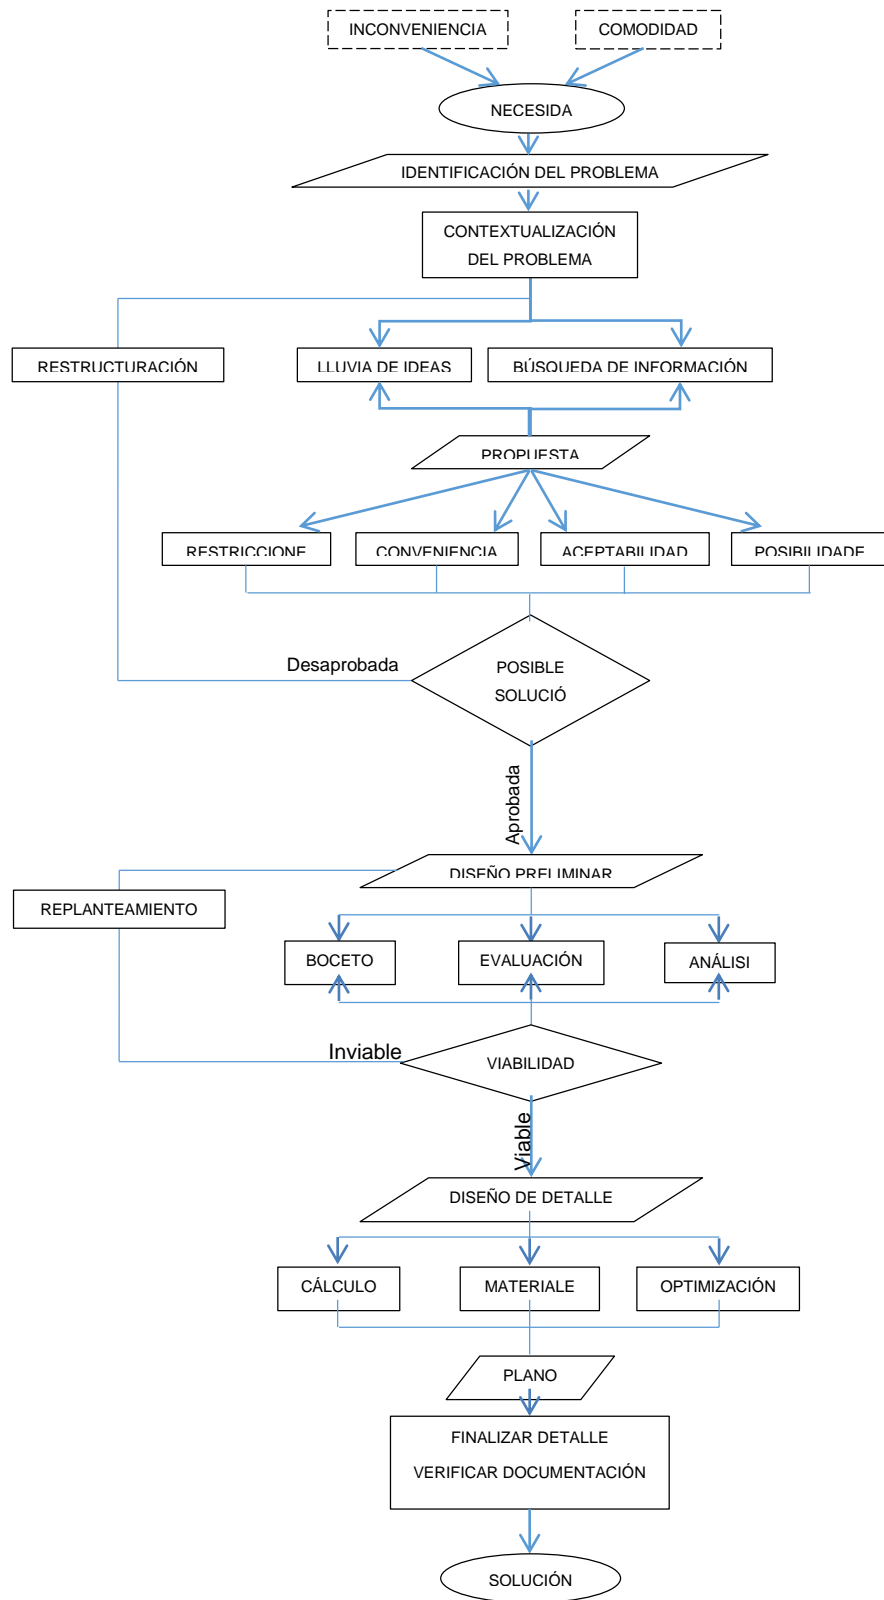 INCONVENIENCIA
COMODIDAD
NECESIDA
IDENTIFICACIÓN DEL PROBLEMA
CONTEXTUALIZACIÓN
DEL PROBLEMA
RESTRUCTURACIÓN
LLUVIA DE IDEAS
BÚSQUEDA DE INFORMACIÓN
PROPUESTA
RESTRICCIONE
CONVENIENCIA
ACEPTABILIDAD
POSIBILIDADE
Desaprobada
POSIBLE
SOLUCIÓ
Aprobada
DISEÑO PRELIMINAR
REPLANTEAMIENTO
BOCETO
EVALUACIÓN
ANÁLISI
Inviable
VIABILIDAD
Viable
DISEÑO DE DETALLE
CÁLCULO
MATERIALE
OPTIMIZACIÓN
PLANO
FINALIZAR DETALLE
VERIFICAR DOCUMENTACIÓN
SOLUCIÓN